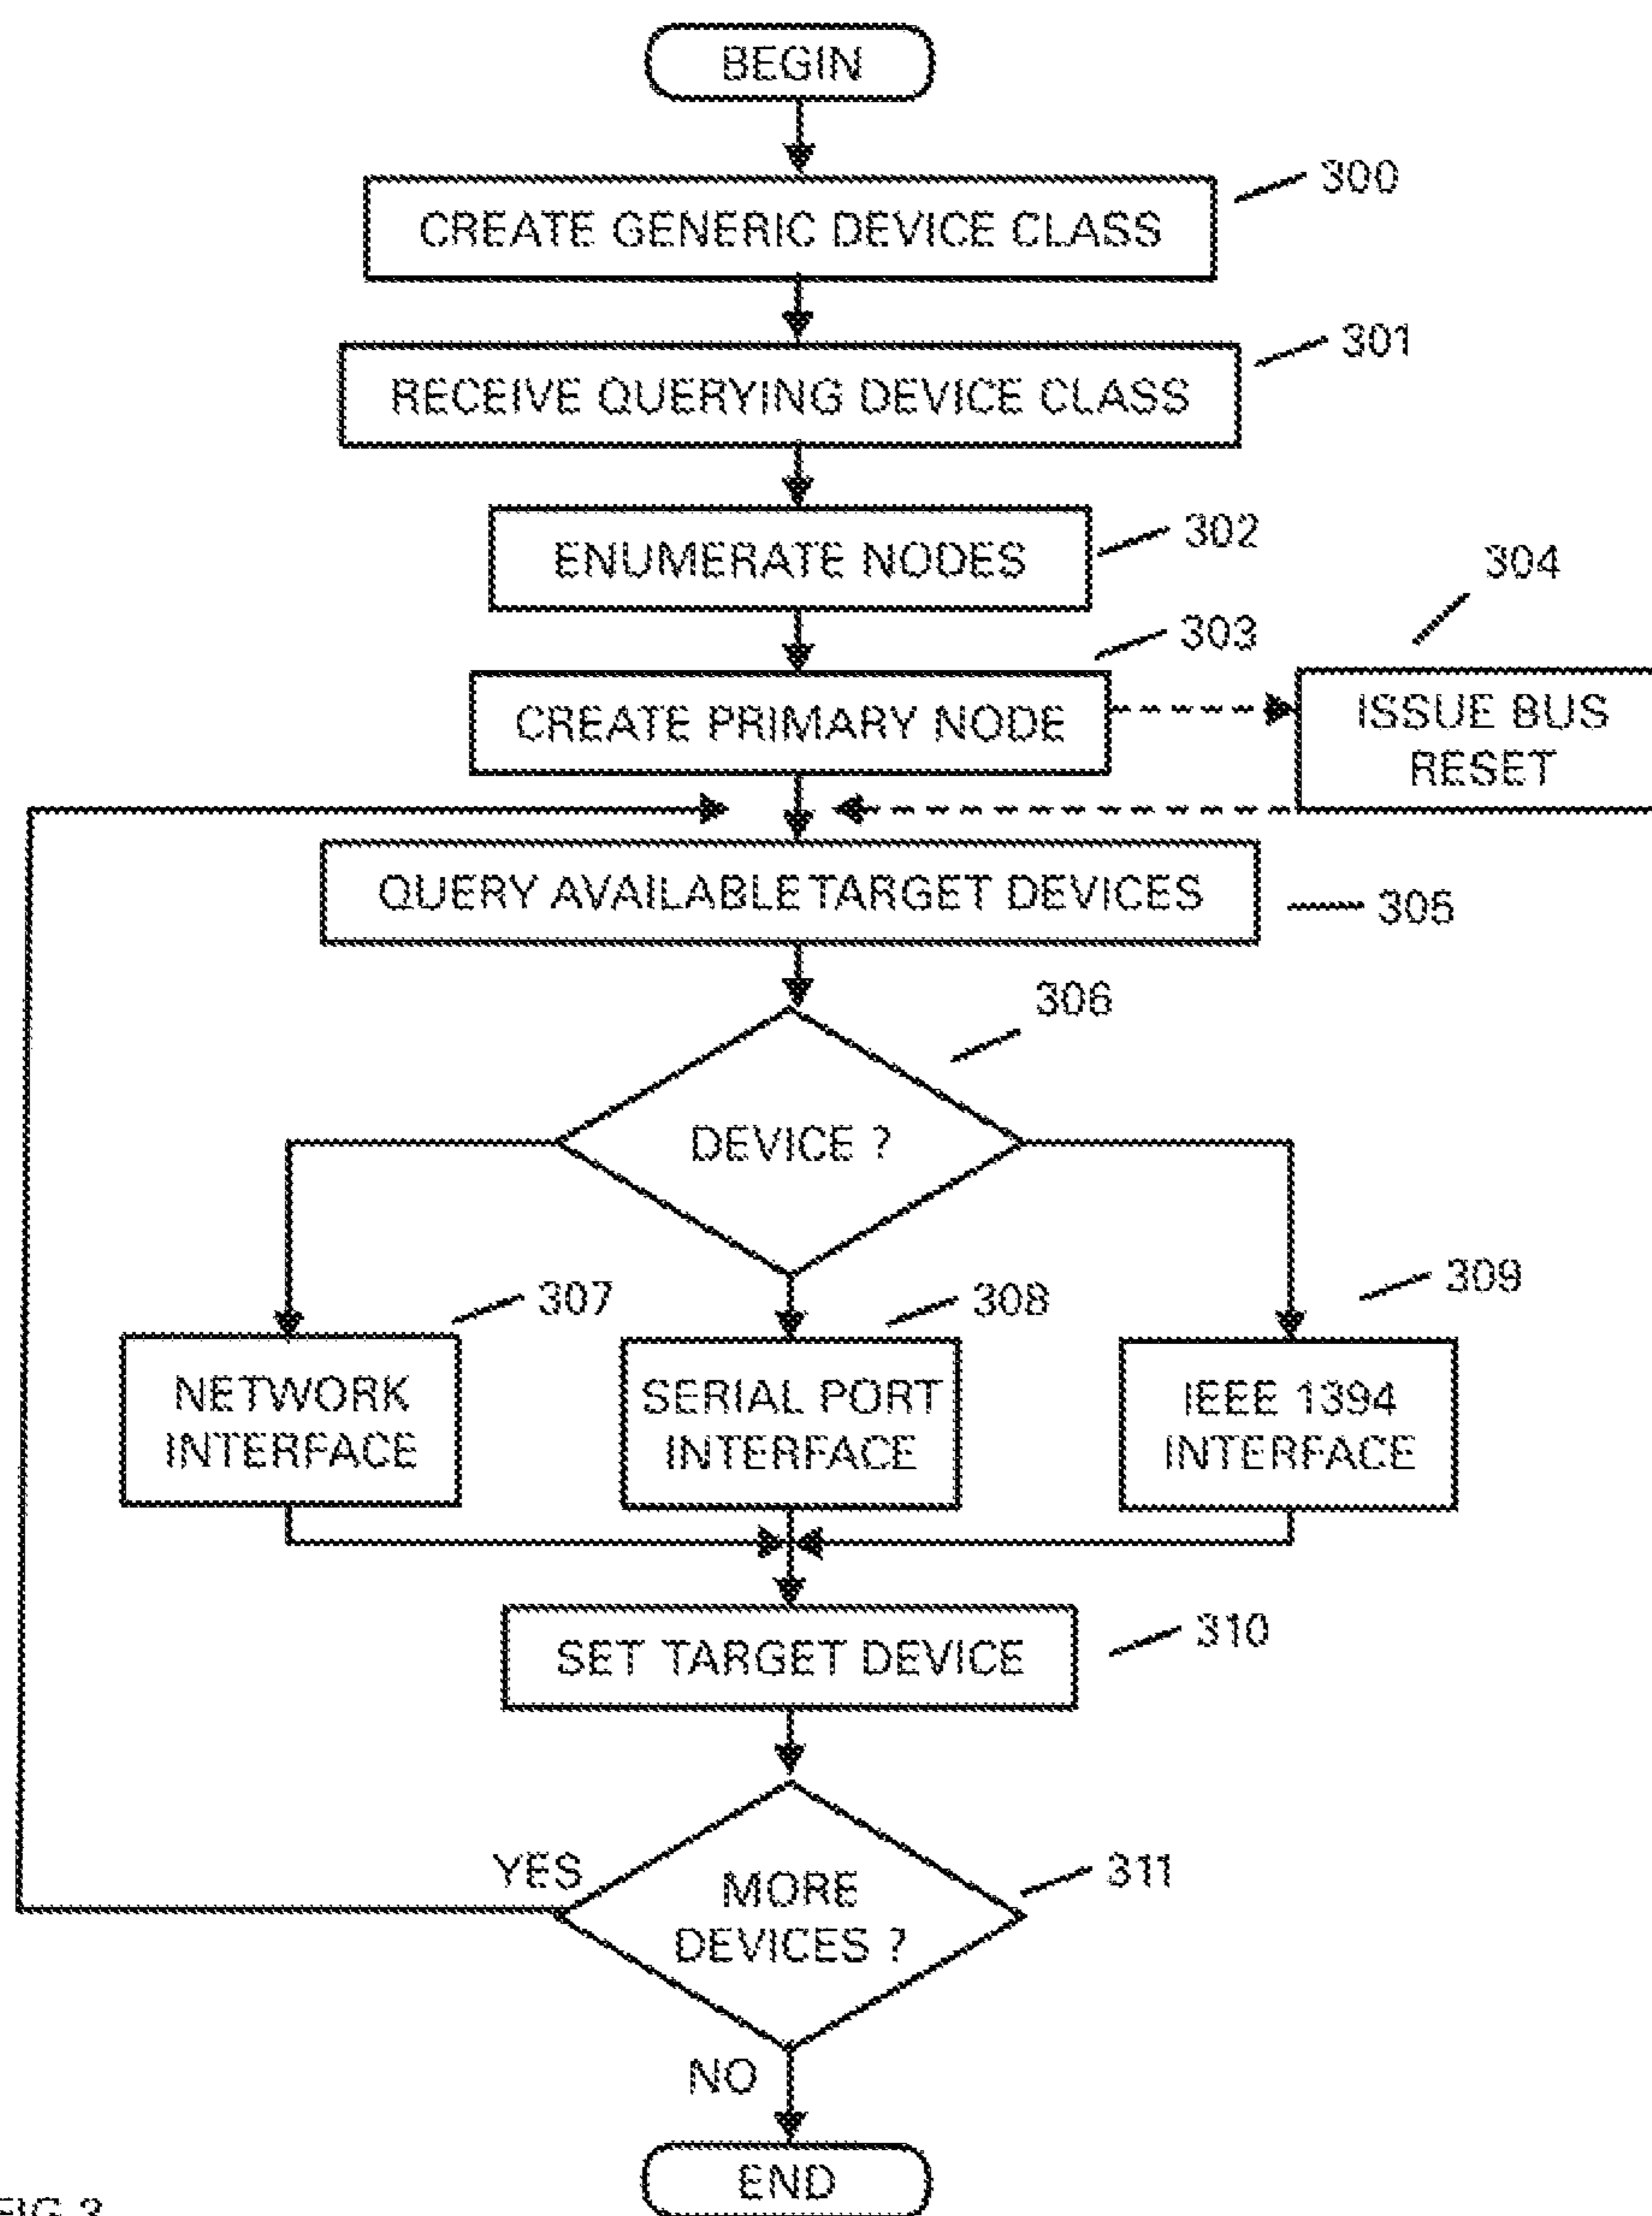 BEGIN
300
CREATE GENERIC DEVICE CLASS
301
RECEIVE QUERYING DEVICE CLASS
302
ENUMERATE NODES
303
304
CREATE PRIMARY NODE
ISSUE BUS
RESET
QUERY AVAILABLE TARGET DEVICES
305
306
DEVICE ?
307
308
309
NETWORK
INTERFACE
SERIAL PORT
INTERFACE
IEEE 1394
INTERFACE
310
SET TARGET DEVICE
YES
311
MORE
DEVICES ?
NO
END
FIG 3